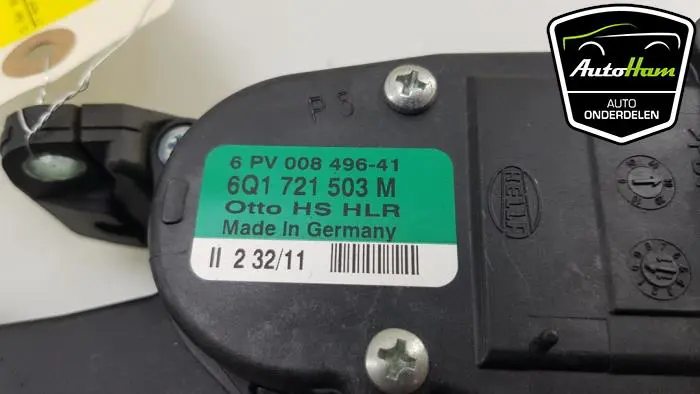 AutoHam
AUTO
ONDERDELEN
PS
6 PV 008 496-41
6Q1 721 503 M
Otto HS HLR
Made In Germany
II 2 32/11
HELLA